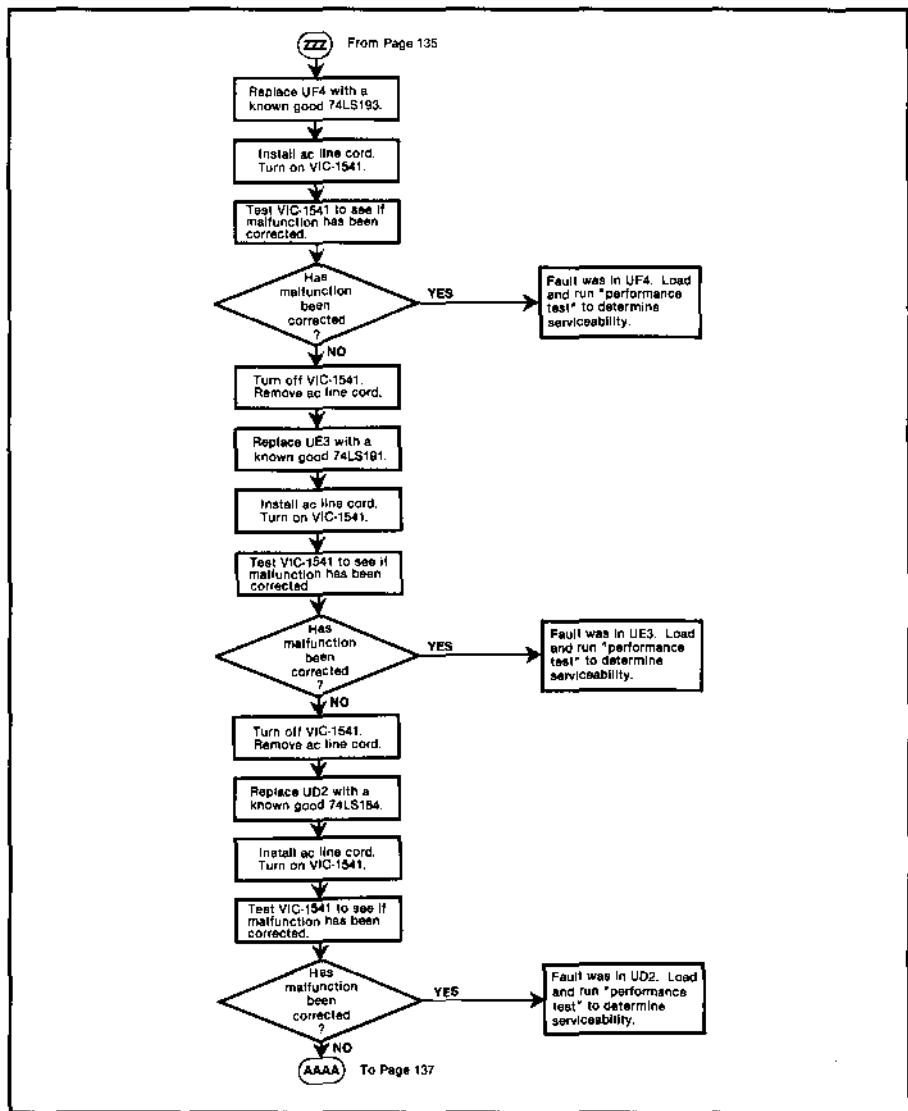 ZZZ From Page 135
Replace UF4 with a
known good 74LS193.
Install ac line cord.
Turn on VIC-1541.
Test VIC-1541 to see if
malfunction has been
corrected.
Has
malfunction
been
corrected
?
YES
Fault was in UF4. Load
and run "performance
test" to determine
serviceability.
NO
Turn off VIC-1541.
Remove ac line cord.
Replace UE3 with a
known good 74LS191.
Install ac line cord.
Turn on VIC-1541.
Test VIC-1541 to see if
malfunction has been
corrected
Has
malfunction
been
corrected
?
YES
Fault was in UE3. Load
and run "performance
test" to determine
serviceability.
NO
Turn off VIC-1541.
Remove ac line cord.
Replace UD2 with a
known good 74LS164.
Install ac line cord.
Turn on VIC-1541.
Test VIC-1541 to see if
malfunction has been
corrected.
Has
malfunction
been
corrected
?
YES
Fault was in UD2. Load
and run "performance
test" to determine
serviceability.
NO
AAAA To Page 137